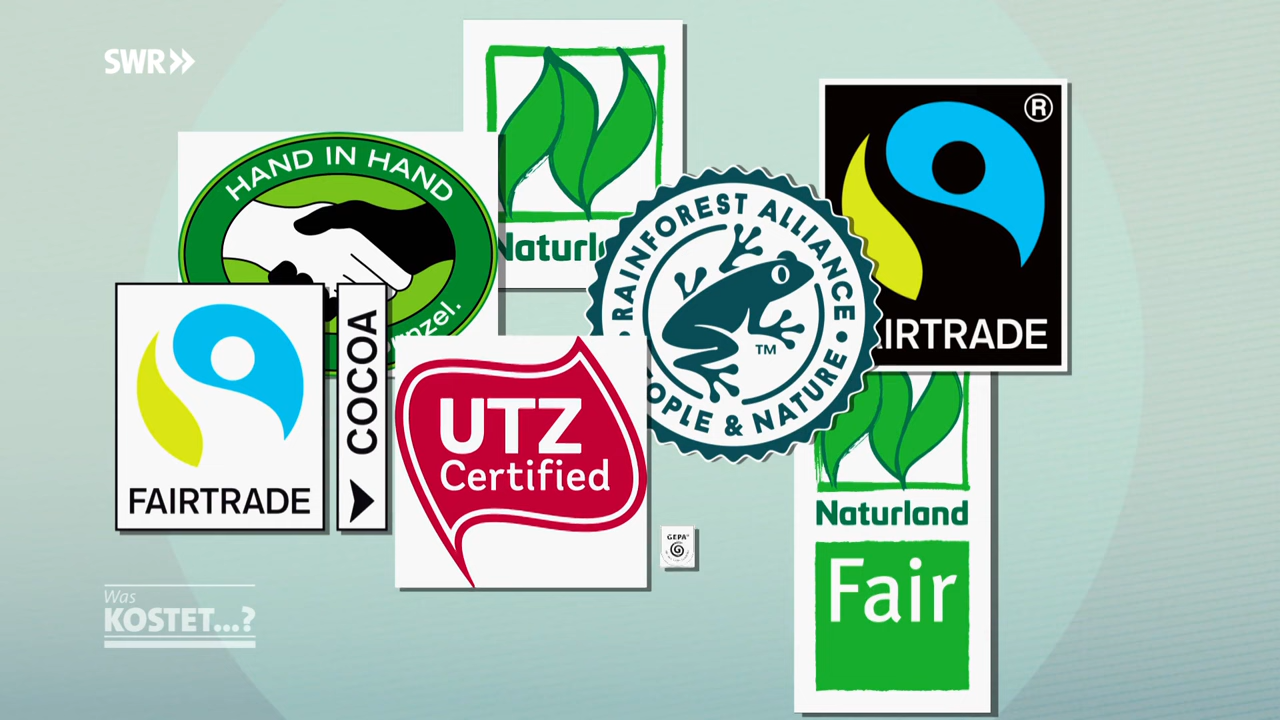 SWR
HAND IN HAND
Naturl
RAINFOREST ALLIANCE
OPLE & NATURE
TM
®
IRTRADE
nzel.
FAIRTRADE
COCOA
UTZ
Certified
GEPA
Naturland
Fair
Was
KOSTET...?